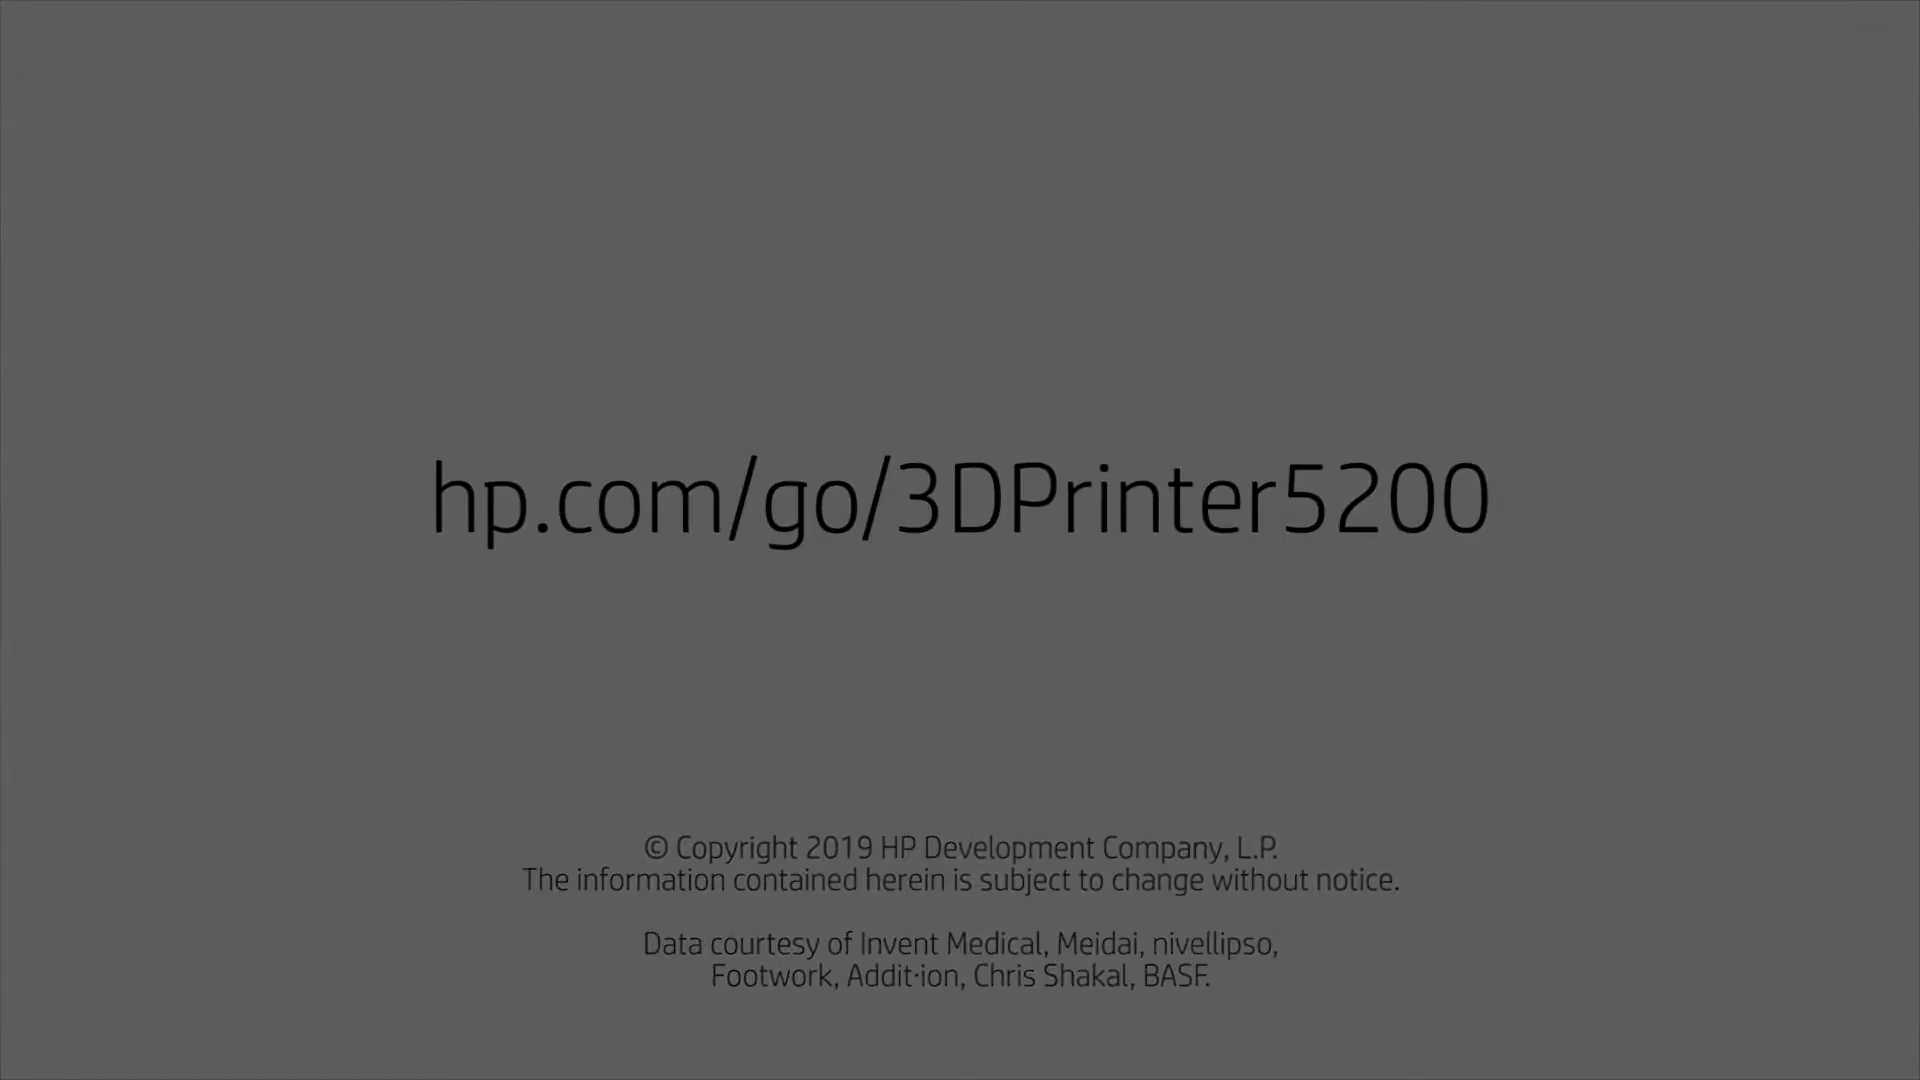 hp.com/go/3DPrinter5200
© Copyright 2019 HP Development Company, L.P.
The information contained herein is subject to change without notice.
Data courtesy of Invent Medical, Meidai, nivellipso,
Footwork, Addit·ion, Chris Shakal, BASF.